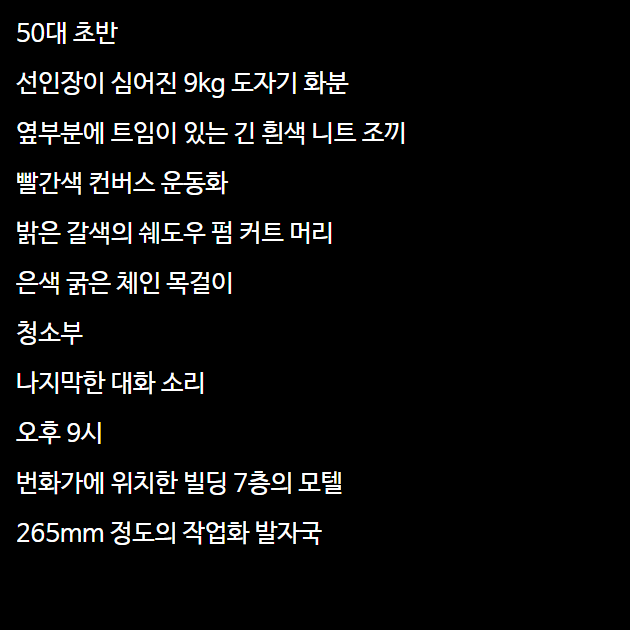 50대 초반
선인장이 심어진 9kg 도자기 화분
옆부분에 트임이 있는 긴 흰색 니트 조끼
빨간색 컨버스 운동화
밝은 갈색의 쉐도우 펌 커트 머리
은색 굵은 체인 목걸이
청소부
나지막한 대화 소리
오후 9시
번화가에 위치한 빌딩 7층의 모텔
265mm 정도의 작업화 발자국